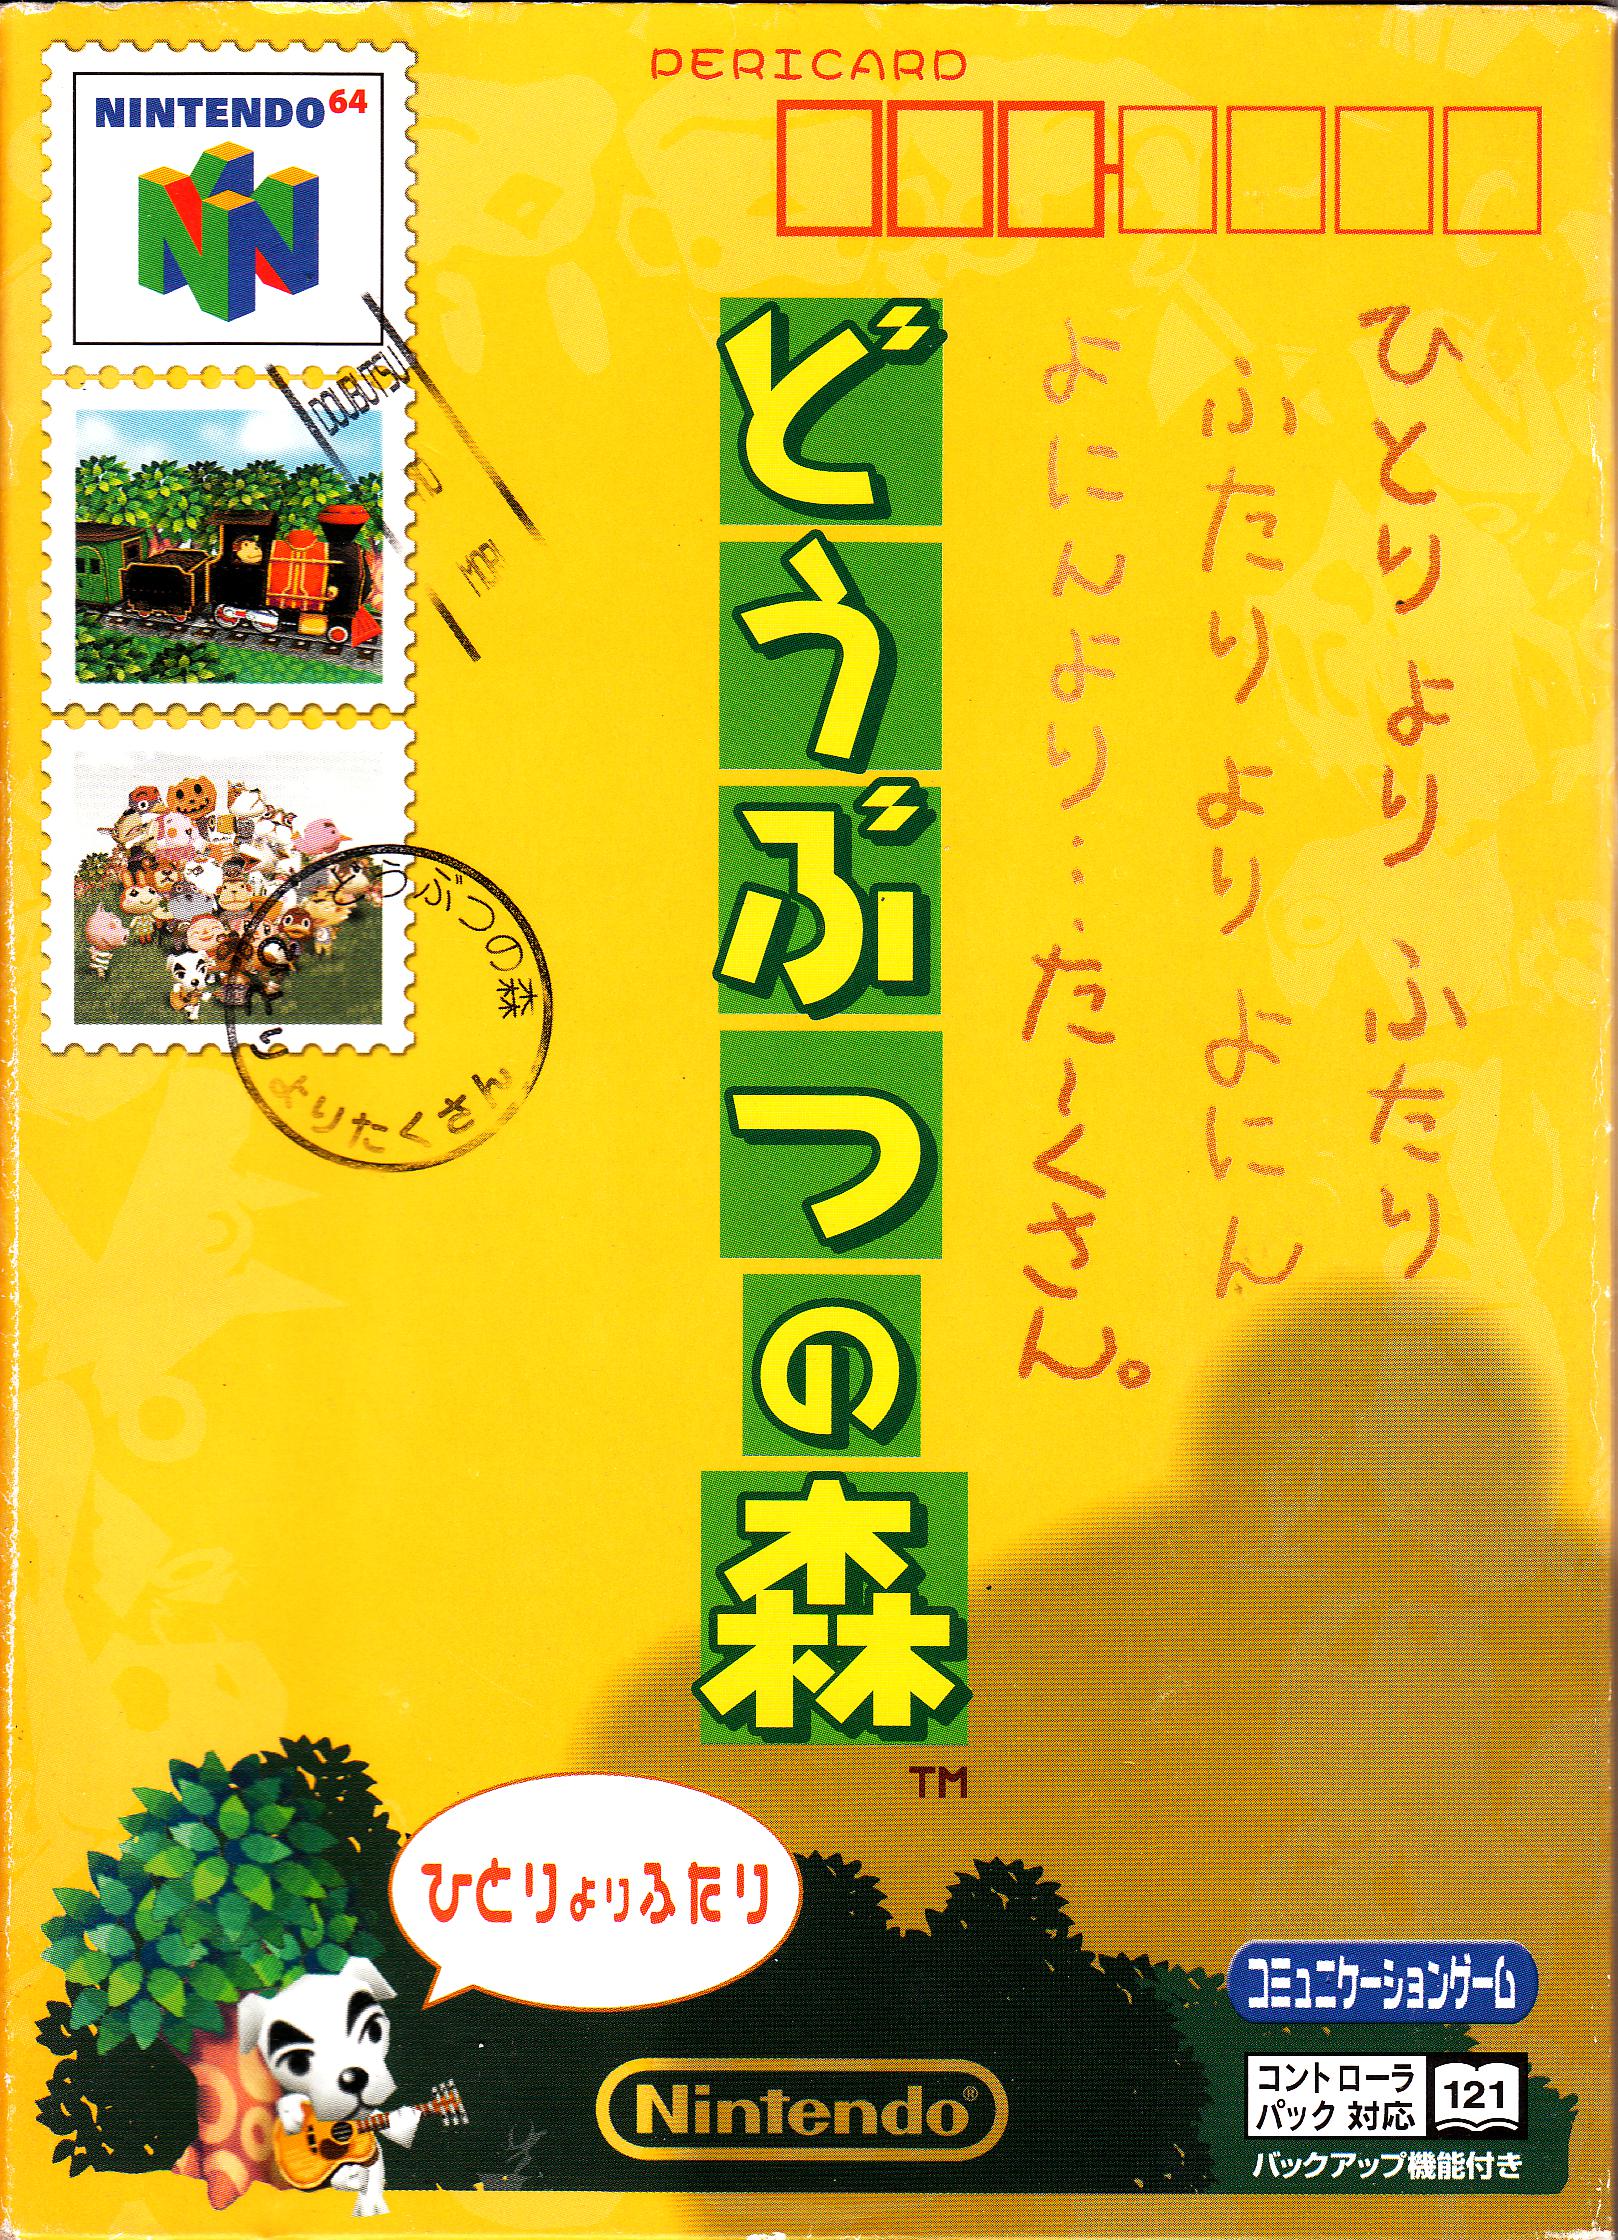 PERICARD
NINTENDO64
DOUBUTSU
NO
MORI
どうぶつの森
よりたくさん
ひとりより ふたり
ふたりより よにん
よにんより……た〜くさん。
どうぶつの森
TM
ひとりよりふたり
コミュニケーションゲーム
コントローラ
パック 対応
121
バックアップ機能付き
Nintendo®